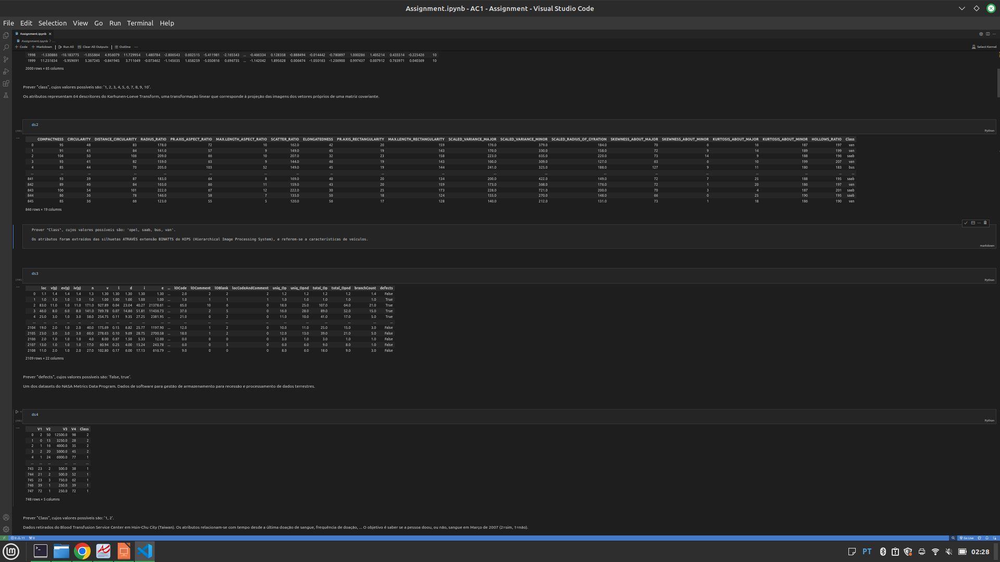 Assignment.ipynb - AC1 - Assignment - Visual Studio Code
File Edit Selection View Go Run Terminal Help
Assignment.ipynb
Assignment.ipynb > ...
+ Code + Markdown | Run All Clear All Outputs | Outline ... Select Kernel
1998 -1.530886 -10.183775 -1.055864 4.956079 11.729954 1.480784 -2.806543 0.602515 -5.411981 -2.165543 ... -0.466334 0.128358 -0.888494 -0.014442 -0.780897 1.000286 1.405214 0.435514 -0.225426 10
1999 11.251634 -5.959691 5.367245 -0.841945 3.711649 -0.073462 -1.145635 1.658259 -5.050816 0.696735 ... -1.142042 1.895628 0.006474 -1.050163 -1.206900 0.997437 0.007912 0.763971 0.040369 10
2000 rows × 65 columns
Prever "class", cujos valores possíveis são: '1, 2, 3, 4, 5, 6, 7, 8, 9, 10'.
Os atributos representam 64 descritores do Karhunen-Loeve Transform, uma transformação linear que corresponde à projeção das imagens dos vetores próprios de uma matriz covariante.
ds2
Python
COMPACTNESS CIRCULARITY DISTANCE_CIRCULARITY RADIUS_RATIO PR.AXIS_ASPECT_RATIO MAX.LENGTH_ASPECT_RATIO SCATTER_RATIO ELONGATEDNESS PR.AXIS_RECTANGULARITY MAX.LENGTH_RECTANGULARITY SCALED_VARIANCE_MAJOR SCALED_VARIANCE_MINOR SCALED_RADIUS_OF_GYRATION SKEWNESS_ABOUT_MAJOR SKEWNESS_ABOUT_MINOR KURTOSIS_ABOUT_MAJOR KURTOSIS_ABOUT_MINOR HOLLOWS_RATIO Class
0 95 48 83 178.0 72 10 162.0 42 20 159 176.0 379.0 184.0 70 6 16 187 197 van
1 91 41 84 141.0 57 9 149.0 45 19 143 170.0 330.0 158.0 72 9 14 189 199 van
2 104 50 106 209.0 66 10 207.0 32 23 158 223.0 635.0 220.0 73 14 9 188 196 saab
3 93 41 82 159.0 63 9 144.0 46 19 143 160.0 309.0 127.0 63 6 10 199 207 van
4 85 44 70 205.0 103 52 149.0 45 19 144 241.0 325.0 188.0 127 9 11 180 183 bus
... ... ... ... ... ... ... ... ... ... ... ... ... ... ... ... ... ... ... ...
841 93 39 87 183.0 64 8 169.0 40 20 134 200.0 422.0 149.0 72 7 25 188 195 saab
842 89 46 84 163.0 66 11 159.0 43 20 159 173.0 368.0 176.0 72 1 20 186 197 van
843 106 54 101 222.0 67 12 222.0 30 25 173 228.0 721.0 200.0 70 3 4 187 201 saab
844 86 36 78 146.0 58 7 135.0 50 18 124 155.0 270.0 148.0 66 0 25 190 195 saab
845 85 36 66 123.0 55 5 120.0 56 17 128 140.0 212.0 131.0 73 1 18 186 190 van
846 rows × 19 columns
Prever "Class", cujos valores possíveis são: 'opel, saab, bus, van'.
Os atributos foram extraídos das silhuetas ATRAVÉS extensão BINATTS do HIPS (Hierarchical Image Processing System), e referem-se a características de veículos.
markdown
ds3
Python
loc v(g) ev(g) iv(g) n v l d i e ... lOCode lOComment lOBlank locCodeAndComment uniq_Op uniq_Opnd total_Op total_Opnd branchCount defects
0 1.1 1.4 1.4 1.4 1.3 1.30 1.30 1.30 1.30 1.30 ... 2.0 2 2 2 1.2 1.2 1.2 1.2 1.4 False
1 1.0 1.0 1.0 1.0 1.0 1.00 1.00 1.00 1.00 1.00 ... 1.0 1 1 1 1.0 1.0 1.0 1.0 1.0 True
2 83.0 11.0 1.0 11.0 171.0 927.89 0.04 23.04 40.27 21378.61 ... 65.0 10 6 0 18.0 25.0 107.0 64.0 21.0 True
3 46.0 8.0 6.0 8.0 141.0 769.78 0.07 14.86 51.81 11436.73 ... 37.0 2 5 0 16.0 28.0 89.0 52.0 15.0 True
4 25.0 3.0 1.0 3.0 58.0 254.75 0.11 9.35 27.25 2381.95 ... 21.0 0 2 0 11.0 10.0 41.0 17.0 5.0 True
... ... ... ... ... ... ... ... ... ... ... ... ... ... ... ... ... ... ... ... ... ...
2104 19.0 2.0 1.0 2.0 40.0 175.69 0.15 6.82 25.77 1197.90 ... 12.0 1 2 0 10.0 11.0 25.0 15.0 3.0 False
2105 23.0 3.0 3.0 3.0 60.0 278.63 0.10 9.69 28.75 2700.58 ... 18.0 1 2 0 12.0 13.0 39.0 21.0 5.0 False
2106 2.0 1.0 1.0 1.0 4.0 8.00 0.67 1.50 5.33 12.00 ... 0.0 0 0 0 3.0 1.0 3.0 1.0 1.0 False
2107 13.0 1.0 1.0 1.0 17.0 60.94 0.25 4.00 15.24 243.78 ... 6.0 0 5 0 6.0 6.0 9.0 8.0 1.0 False
2108 11.0 2.0 1.0 2.0 27.0 102.80 0.17 6.00 17.13 616.79 ... 9.0 0 0 0 8.0 6.0 18.0 9.0 3.0 False
2109 rows × 22 columns
Prever "defects", cujos valores possíveis são: 'false, true'.
Um dos datasets do NASA Metrics Data Program. Dados de software para gestão de armazenamento para recessão e processamento de dados terrestres.
ds4
Python
V1 V2 V3 V4 Class
0 2 50 12500.0 98 2
1 0 13 3250.0 28 2
2 1 16 4000.0 35 2
3 2 20 5000.0 45 2
4 1 24 6000.0 77 1
... ... ... ... ... ...
743 23 2 500.0 38 1
744 21 2 500.0 52 1
745 23 3 750.0 62 1
746 39 1 250.0 39 1
747 72 1 250.0 72 1
748 rows × 5 columns
Prever "Class", cujos valores possíveis são: '1, 2'.
Dados retirados do Blood Transfusion Service Center em Hsin-Chu City (Taiwan). Os atributos relacionam-se com tempo desde a última doação de sangue, frequência de doação, ... O objetivo é saber se a pessoa doou, ou não, sangue em Março de 2007 (2=sim, 1=não).
0 11 0 Go Live
PT 02:28